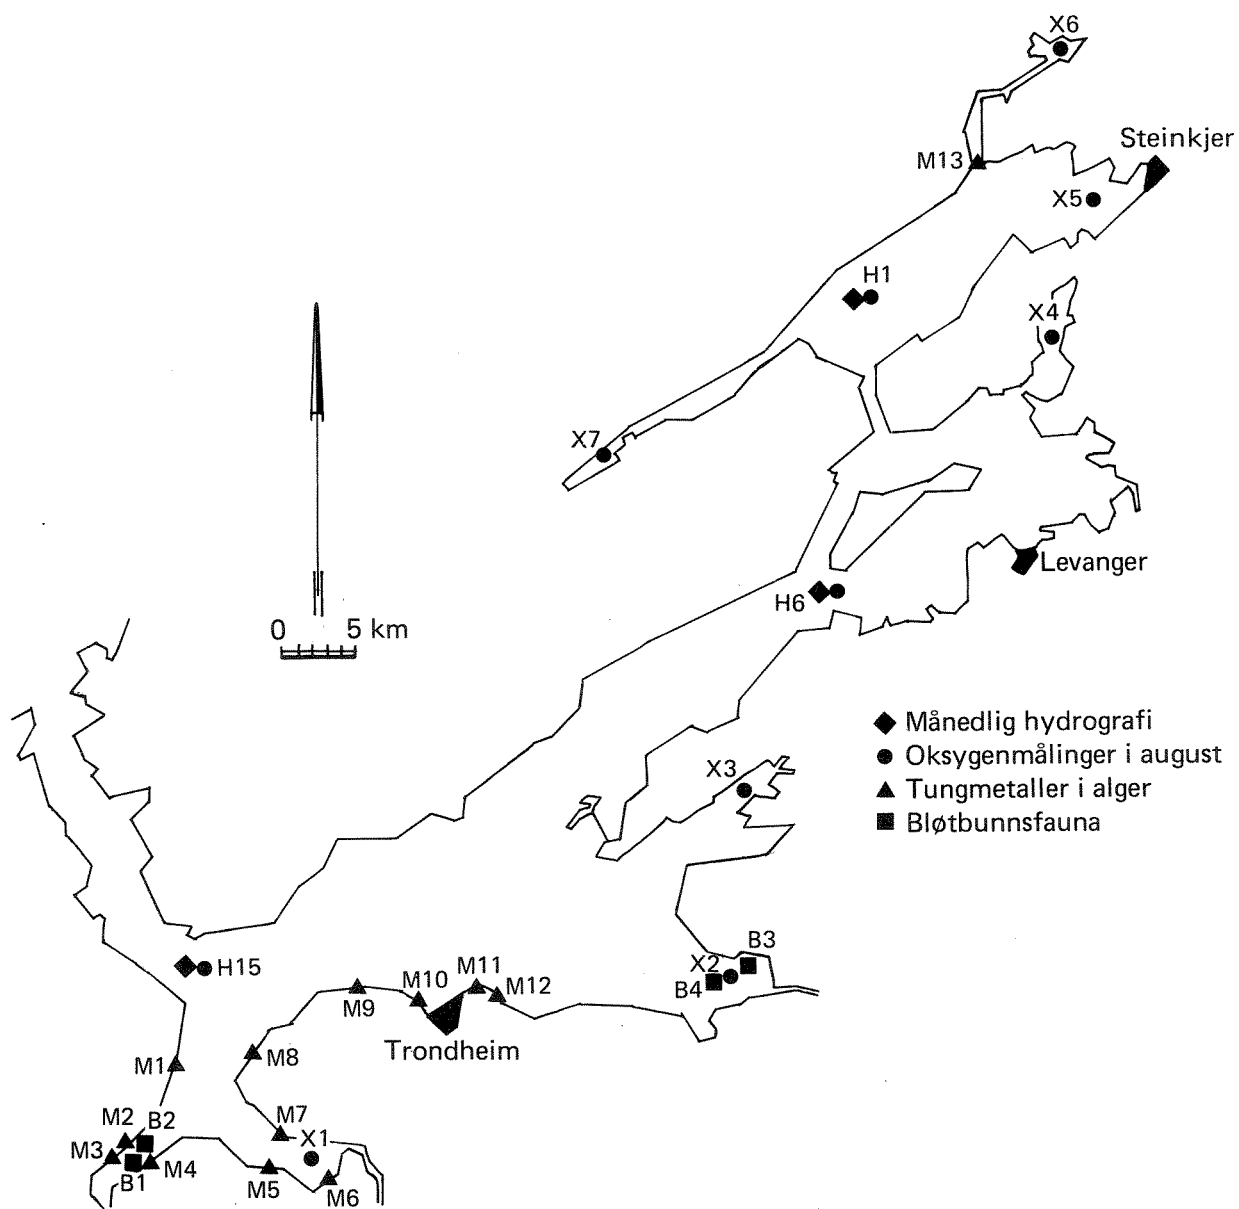 X6
Steinkjer
M13
X5
H1
X4
X7
Levanger
H6
0 5 km
Månedlig hydrografi
Oksygenmålinger i august
Tungmetaller i alger
Bløtbunnsfauna
X3
B3
X2
B4
H15
M10
M11
M12
M9
Trondheim
M8
M1
M7
M2
B2
X1
M3
M4
B1
M5
M6